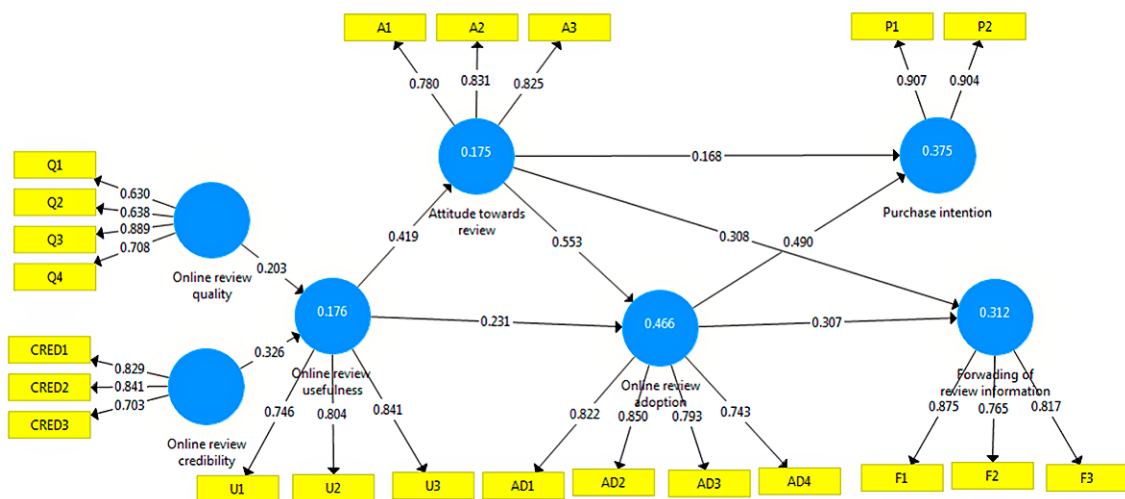 A1
A2
A3
P1
P2
0.780
0.831
0.825
0.907
0.904
0.175
0.168
0.375
Attitude towards
review
Purchase intention
Q1
Q2
Q3
Q4
0.630
0.638
0.889
0.708
0.419
0.553
0.308
0.490
Online review
quality
0.203
0.176
0.231
0.466
0.307
0.312
CRED1
CRED2
CRED3
0.829
0.841
0.703
0.326
Online review
usefulness
Online review
adoption
Forwading of
review information
Online review
credibility
0.746
0.804
0.841
0.822
0.850
0.793
0.743
0.875
0.765
0.817
U1
U2
U3
AD1
AD2
AD3
AD4
F1
F2
F3